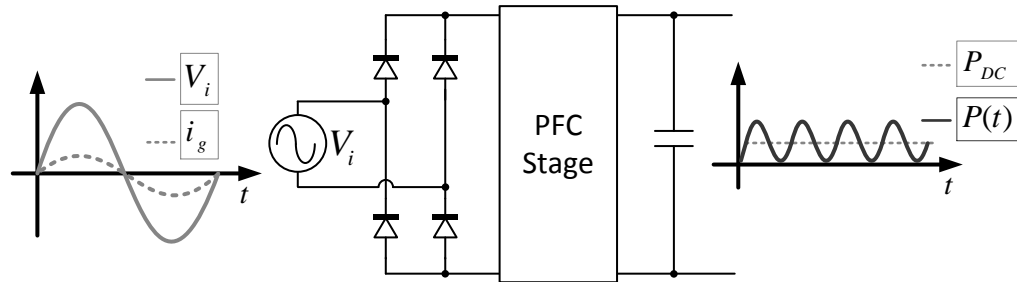 V_i
i_g
t
V_i
PFC
Stage
P_DC
P(t)
t